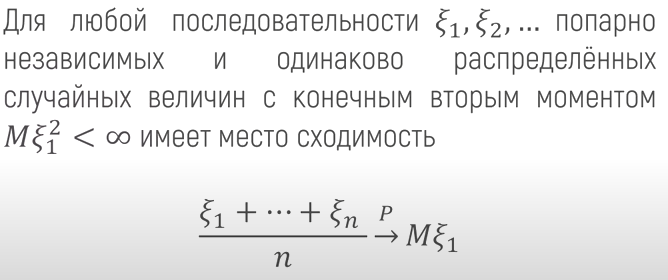 Для любой последовательности ξ₁, ξ₂, ... попарно
независимых и одинаково распределённых
случайных величин с конечным вторым моментом
Mξ₁² < ∞ имеет место сходимость
(ξ₁ + ⋯ + ξₙ)/n →ᴾ Mξ₁